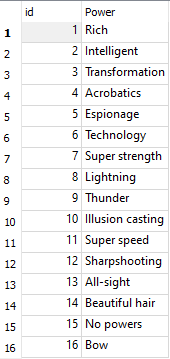 id Power
1 1 Rich
2 2 Intelligent
3 3 Transformation
4 4 Acrobatics
5 5 Espionage
6 6 Technology
7 7 Super strength
8 8 Lightning
9 9 Thunder
10 10 Illusion casting
11 11 Super speed
12 12 Sharpshooting
13 13 All-sight
14 14 Beautiful hair
15 15 No powers
16 16 Bow